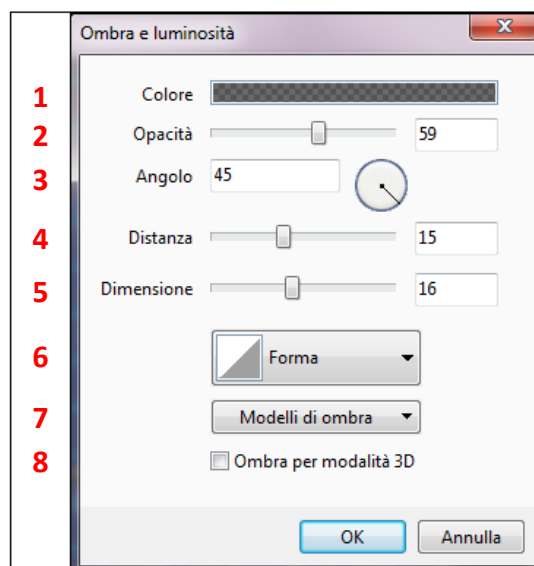 Ombra e luminosità
1 Colore
2 Opacità 59
3 Angolo 45
4 Distanza 15
5 Dimensione 16
6 Forma
7 Modelli di ombra
8 Ombra per modalità 3D
OK Annulla